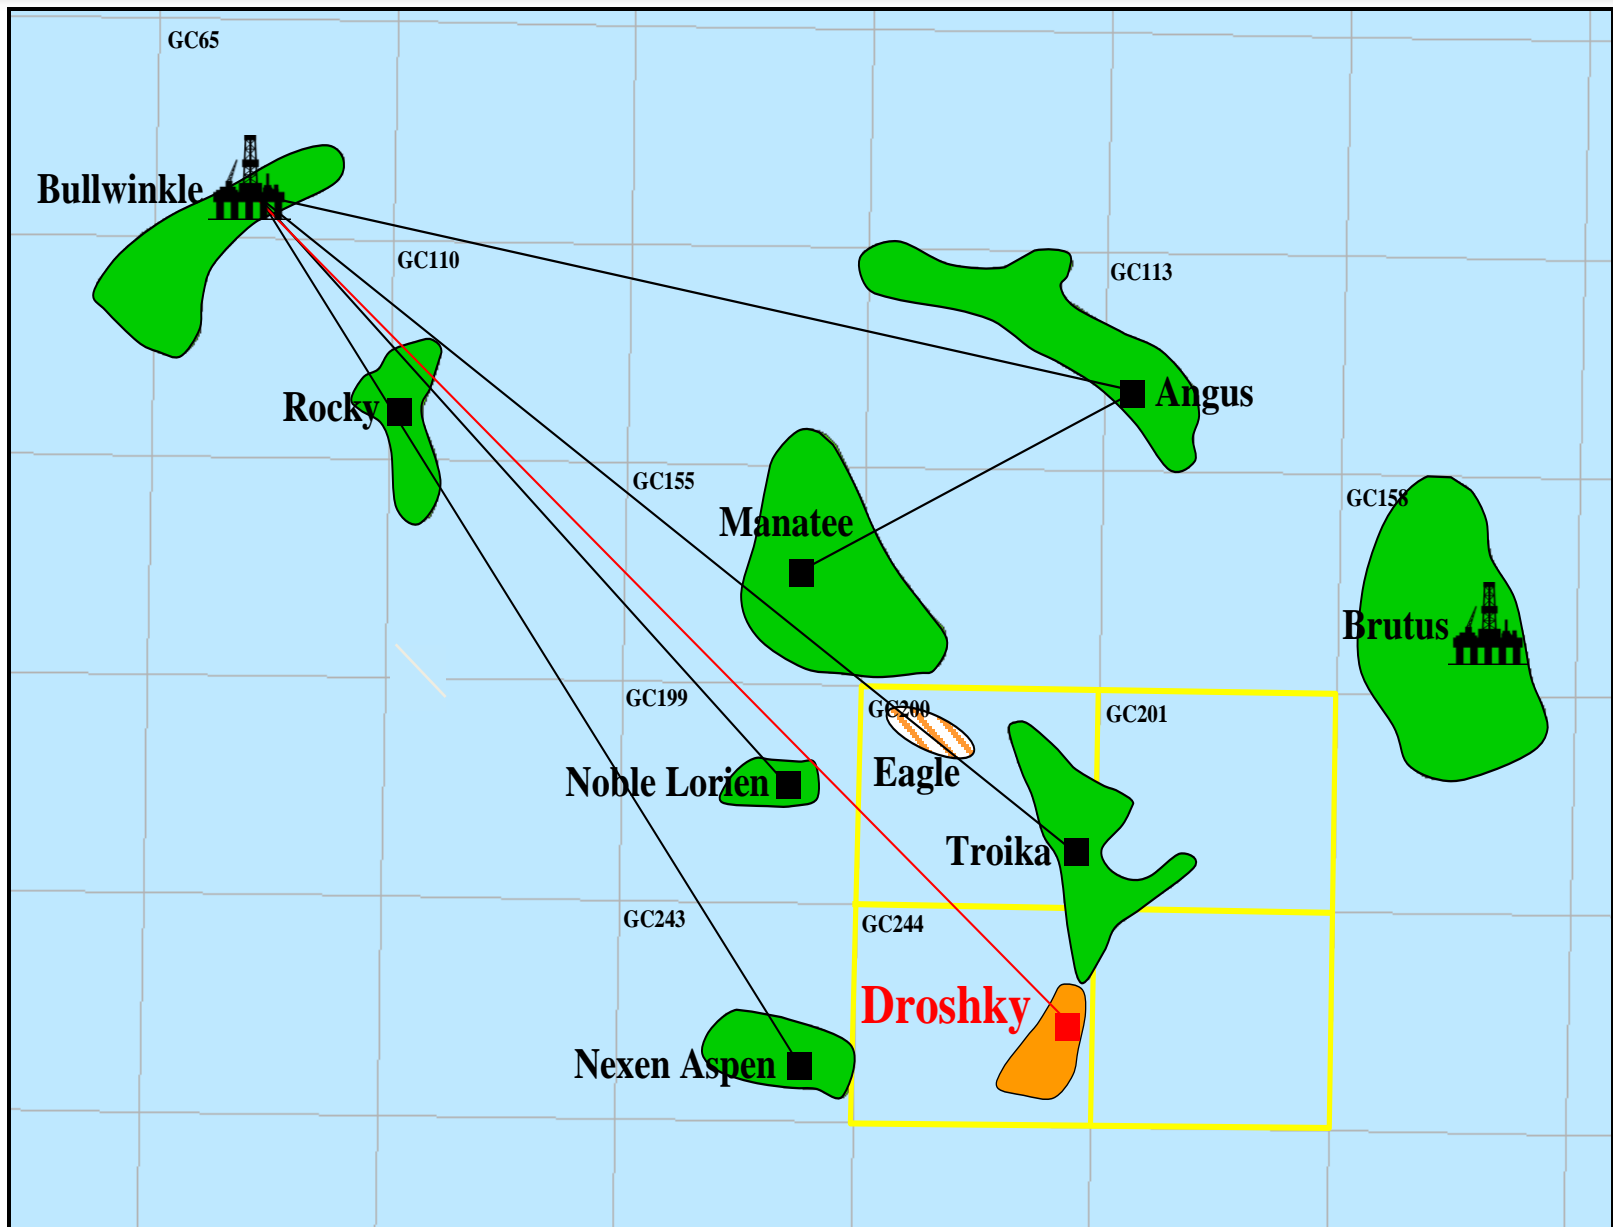 GC65
Bullwinkle
GC110
GC113
Rocky
Angus
GC155
GC158
Manatee
Brutus
GC199
GC200
GC201
Noble Lorien
Eagle
Troika
GC243
GC244
Droshky
Nexen Aspen